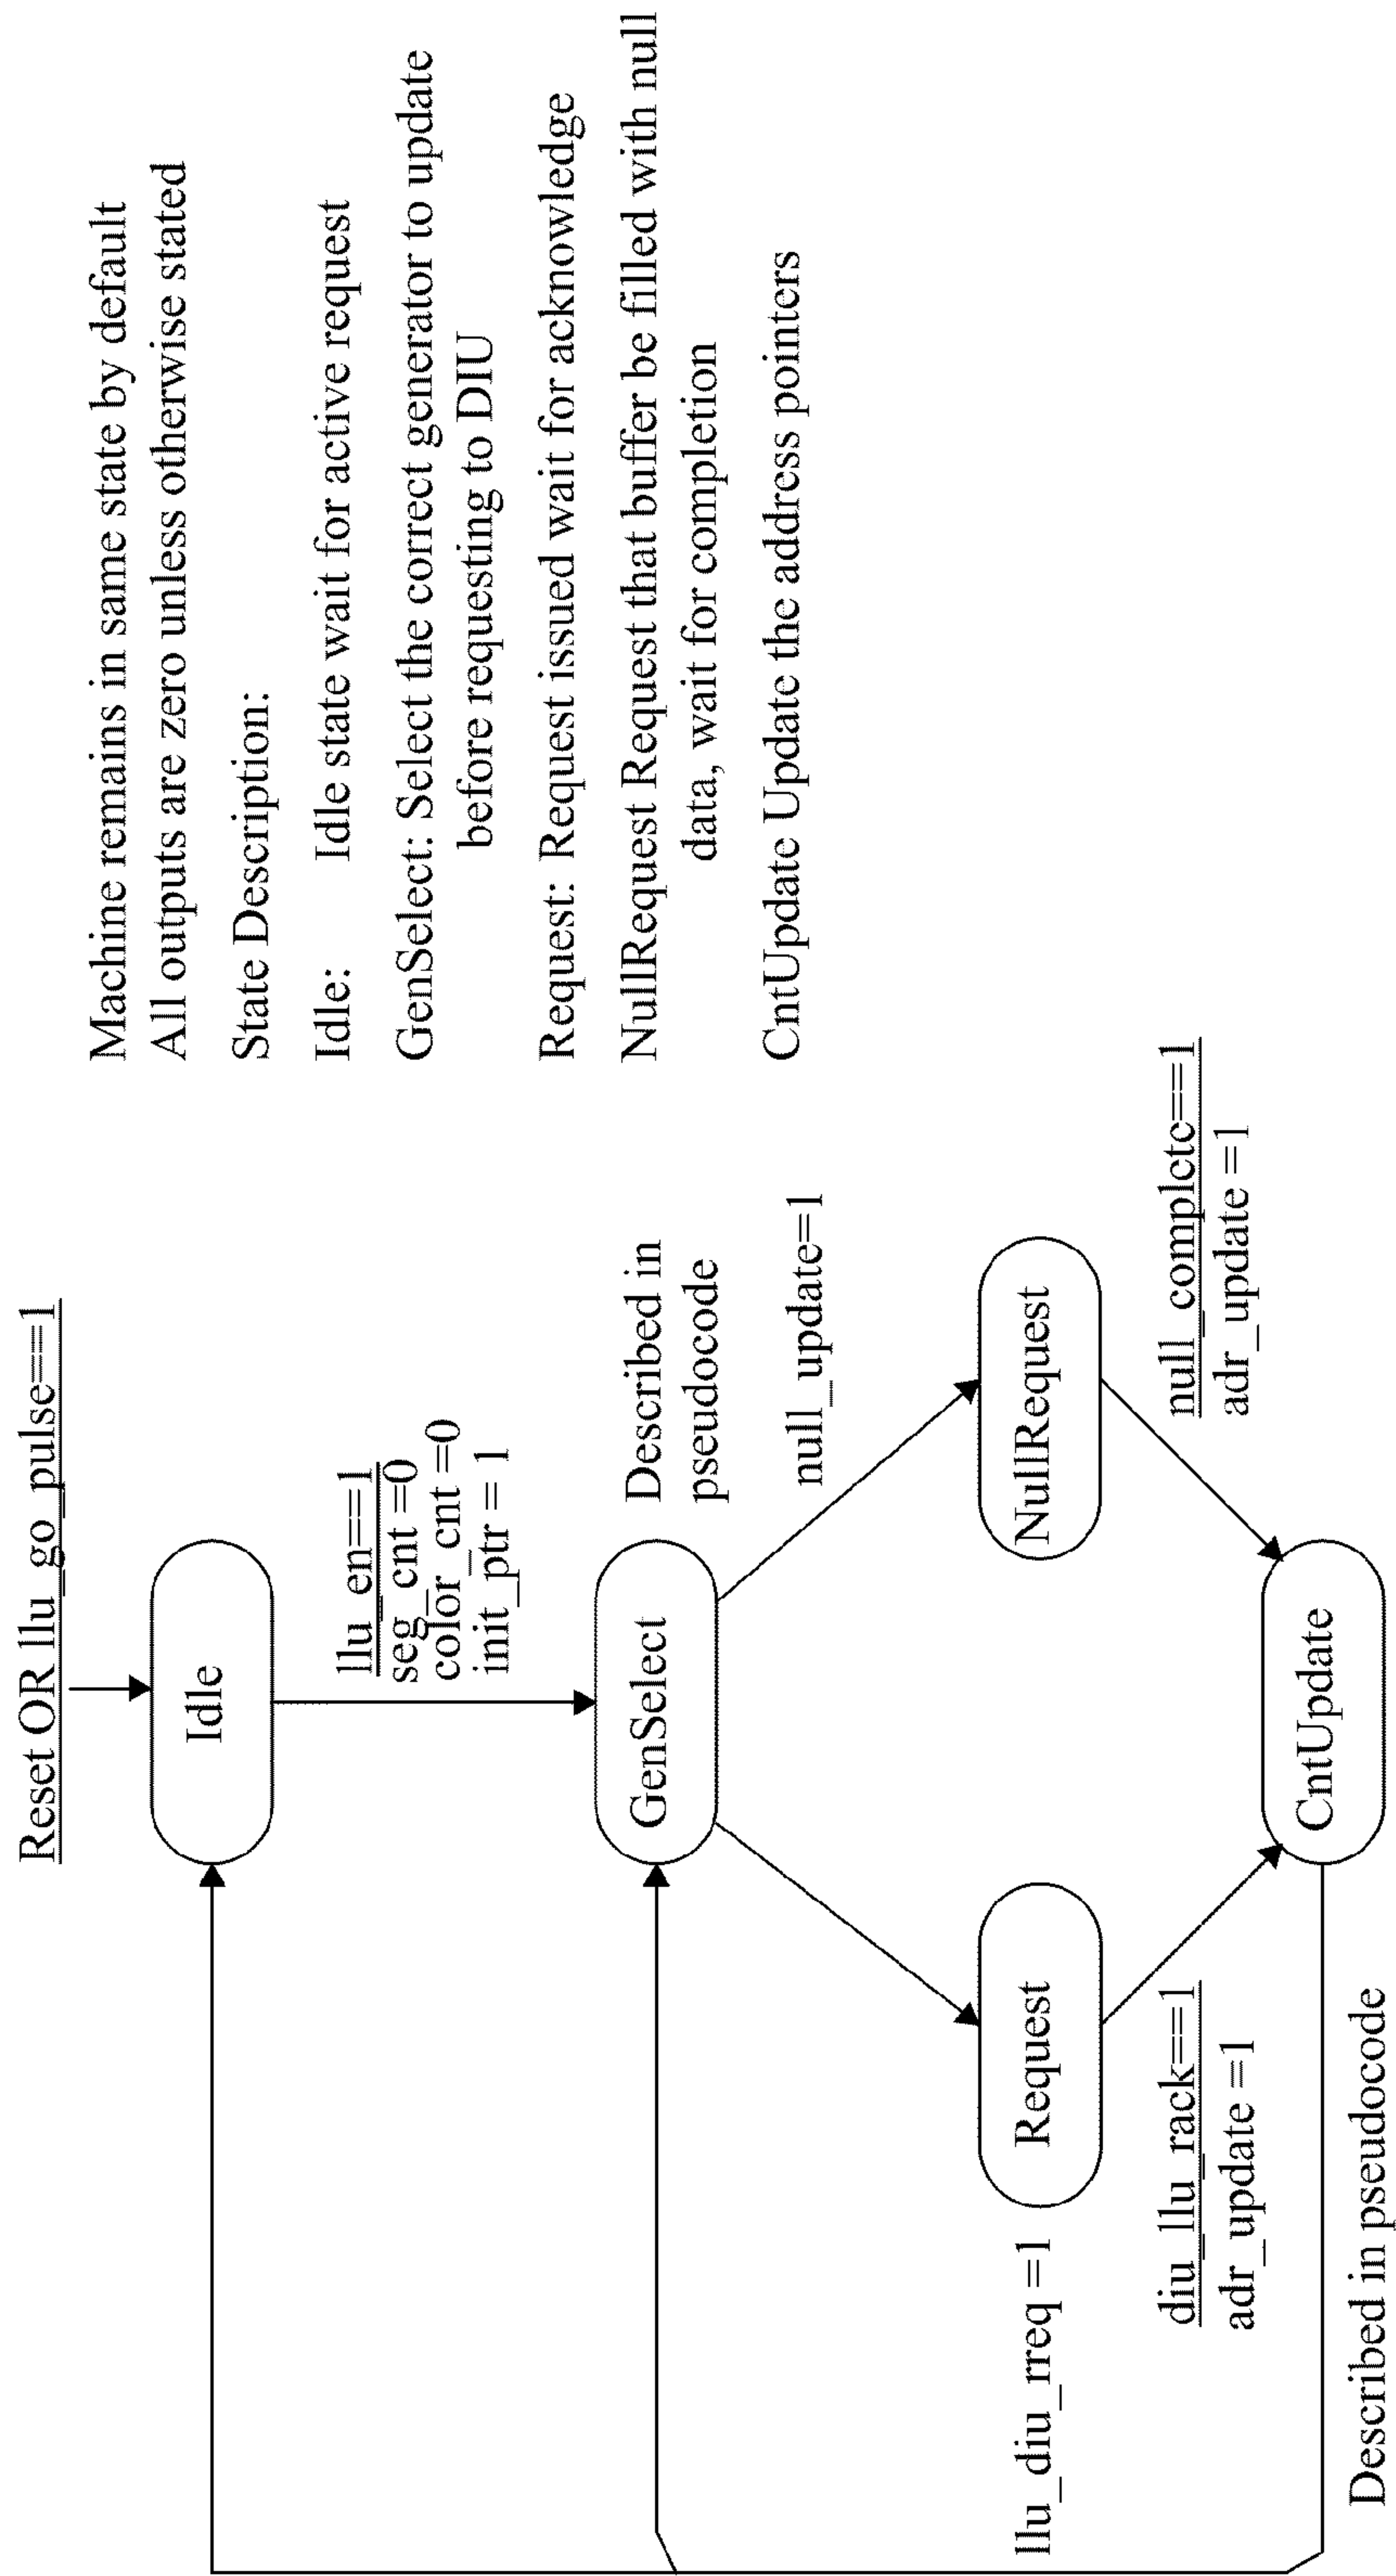 Reset OR llu_go_pulse==1
Idle
llu_en==1
seg_cnt =0
color_cnt =0
init_ptr = 1
GenSelect
Described in
pseudocode
null_update=1
Request
NullRequest
llu_diu_rreq =1
diu_llu_rack==1
adr_update =1
null_complete==1
adr_update =1
CntUpdate
Described in pseudocode
Machine remains in same state by default
All outputs are zero unless otherwise stated
State Description:
Idle: Idle state wait for active request
GenSelect: Select the correct generator to update
before requesting to DIU
Request: Request issued wait for acknowledge
NullRequest Request that buffer be filled with null
data, wait for completion
CntUpdate Update the address pointers